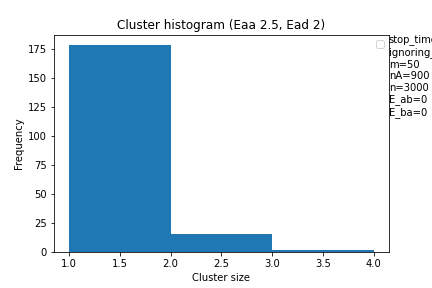 Cluster histogram (Eaa 2.5, Ead 2)
175
150
125
100
75
50
25
0
Frequency
1.0 1.5 2.0 2.5 3.0 3.5 4.0
Cluster size
stop_time
ignoring_
m=50
nA=900
n=3000
E_ab=0
E_ba=0